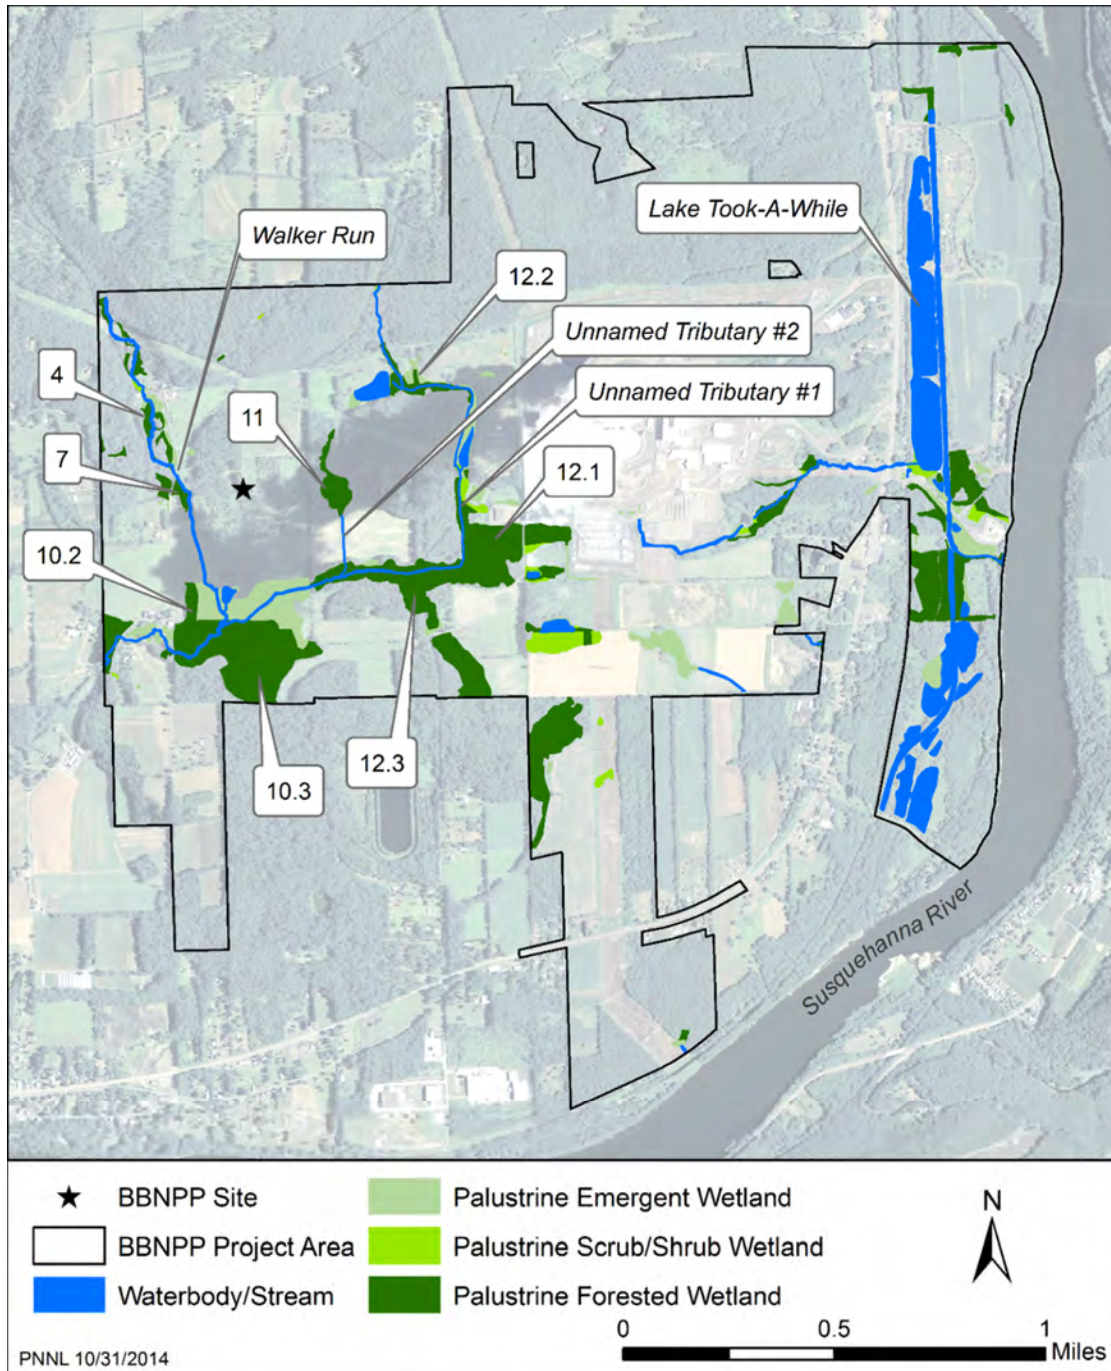 Lake Took-A-While
Walker Run
12.2
Unnamed Tributary #2
4
Unnamed Tributary #1
11
7
12.1
10.2
12.3
10.3
Susquehanna River
BBNPP Site
BBNPP Project Area
Waterbody/Stream
Palustrine Emergent Wetland
Palustrine Scrub/Shrub Wetland
Palustrine Forested Wetland
N
0 0.5 1
Miles
PNNL 10/31/2014